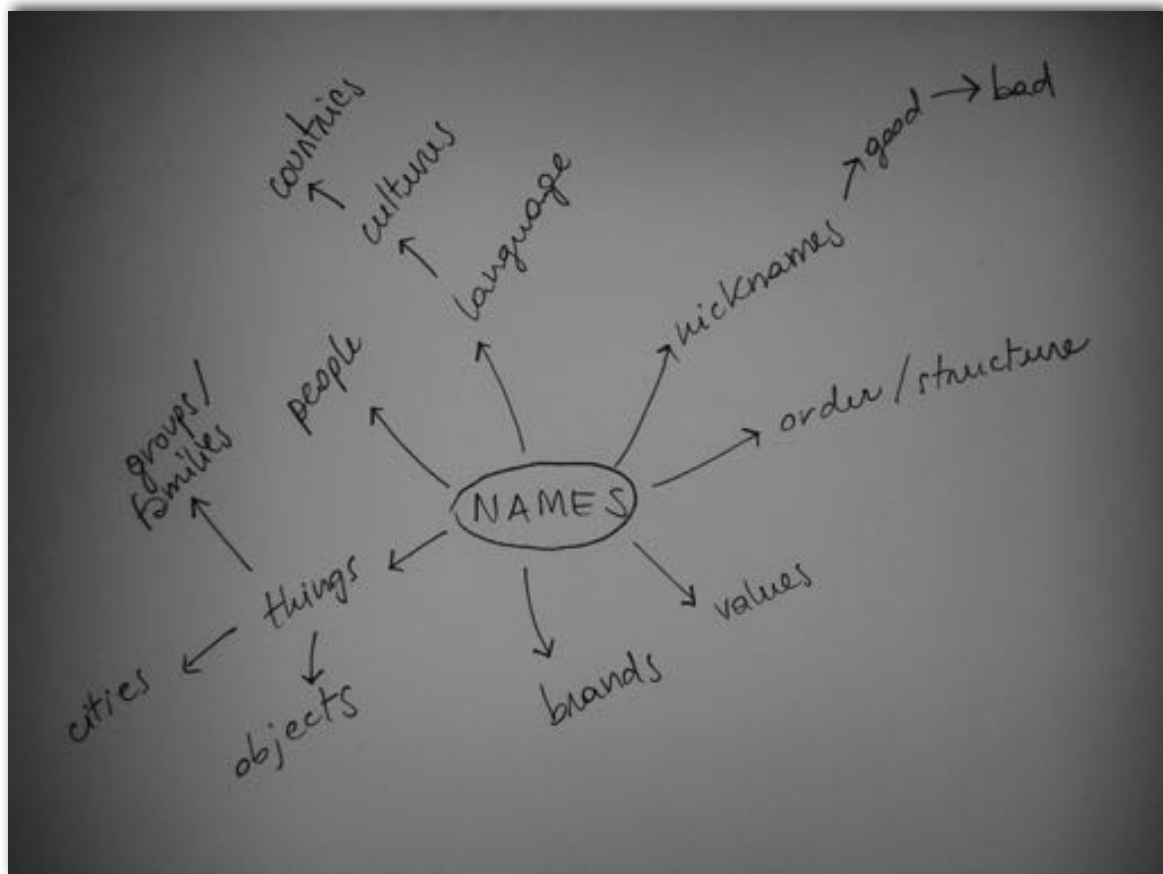 countries
cultures
language
people
groups/
families
things
cities
objects
NAMES
nicknames
good → bad
order/structure
values
brands